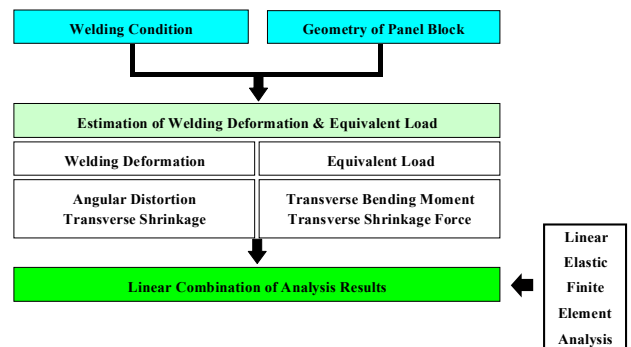 Welding Condition
Geometry of Panel Block
Estimation of Welding Deformation & Equivalent Load
Welding Deformation
Equivalent Load
Angular Distortion
Transverse Shrinkage
Transverse Bending Moment
Transverse Shrinkage Force
Linear Combination of Analysis Results
Linear
Elastic
Finite
Element
Analysis